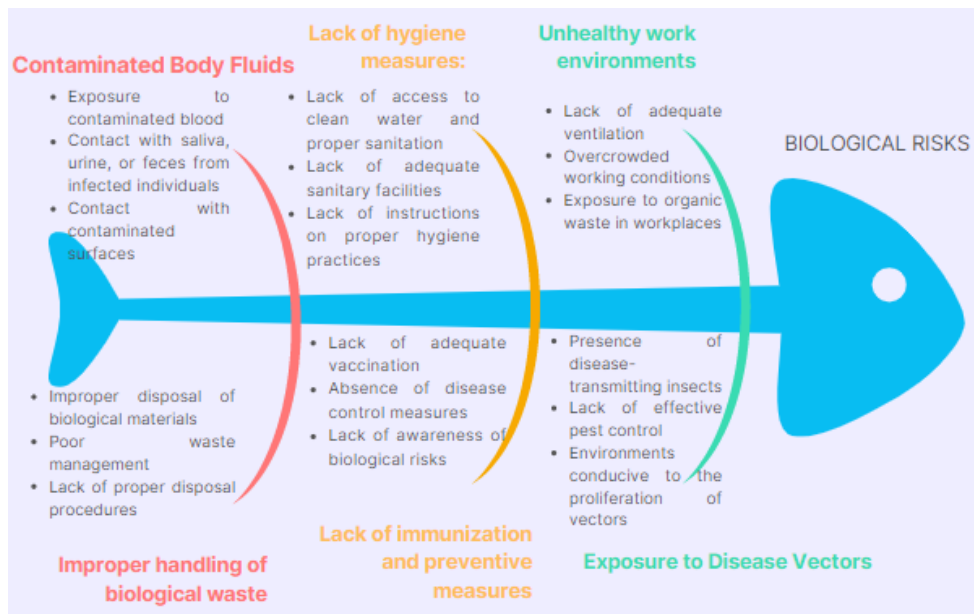 Contaminated Body Fluids
• Exposure to
contaminated blood
• Contact with saliva,
urine, or feces from
infected individuals
• Contact with
contaminated
surfaces
Lack of hygiene
measures:
• Lack of access to
clean water and
proper sanitation
• Lack of adequate
sanitary facilities
• Lack of instructions
on proper hygiene
practices
Unhealthy work
environments
• Lack of adequate
ventilation
• Overcrowded
working conditions
• Exposure to organic
waste in workplaces
BIOLOGICAL RISKS
• Improper disposal of
biological materials
• Poor waste
management
• Lack of proper disposal
procedures
Improper handling of
biological waste
• Lack of adequate
vaccination
• Absence of disease
control measures
• Lack of awareness of
biological risks
Lack of immunization
and preventive
measures
• Presence of
disease-
transmitting insects
• Lack of effective
pest control
• Environments
conducive to the
proliferation of
vectors
Exposure to Disease Vectors